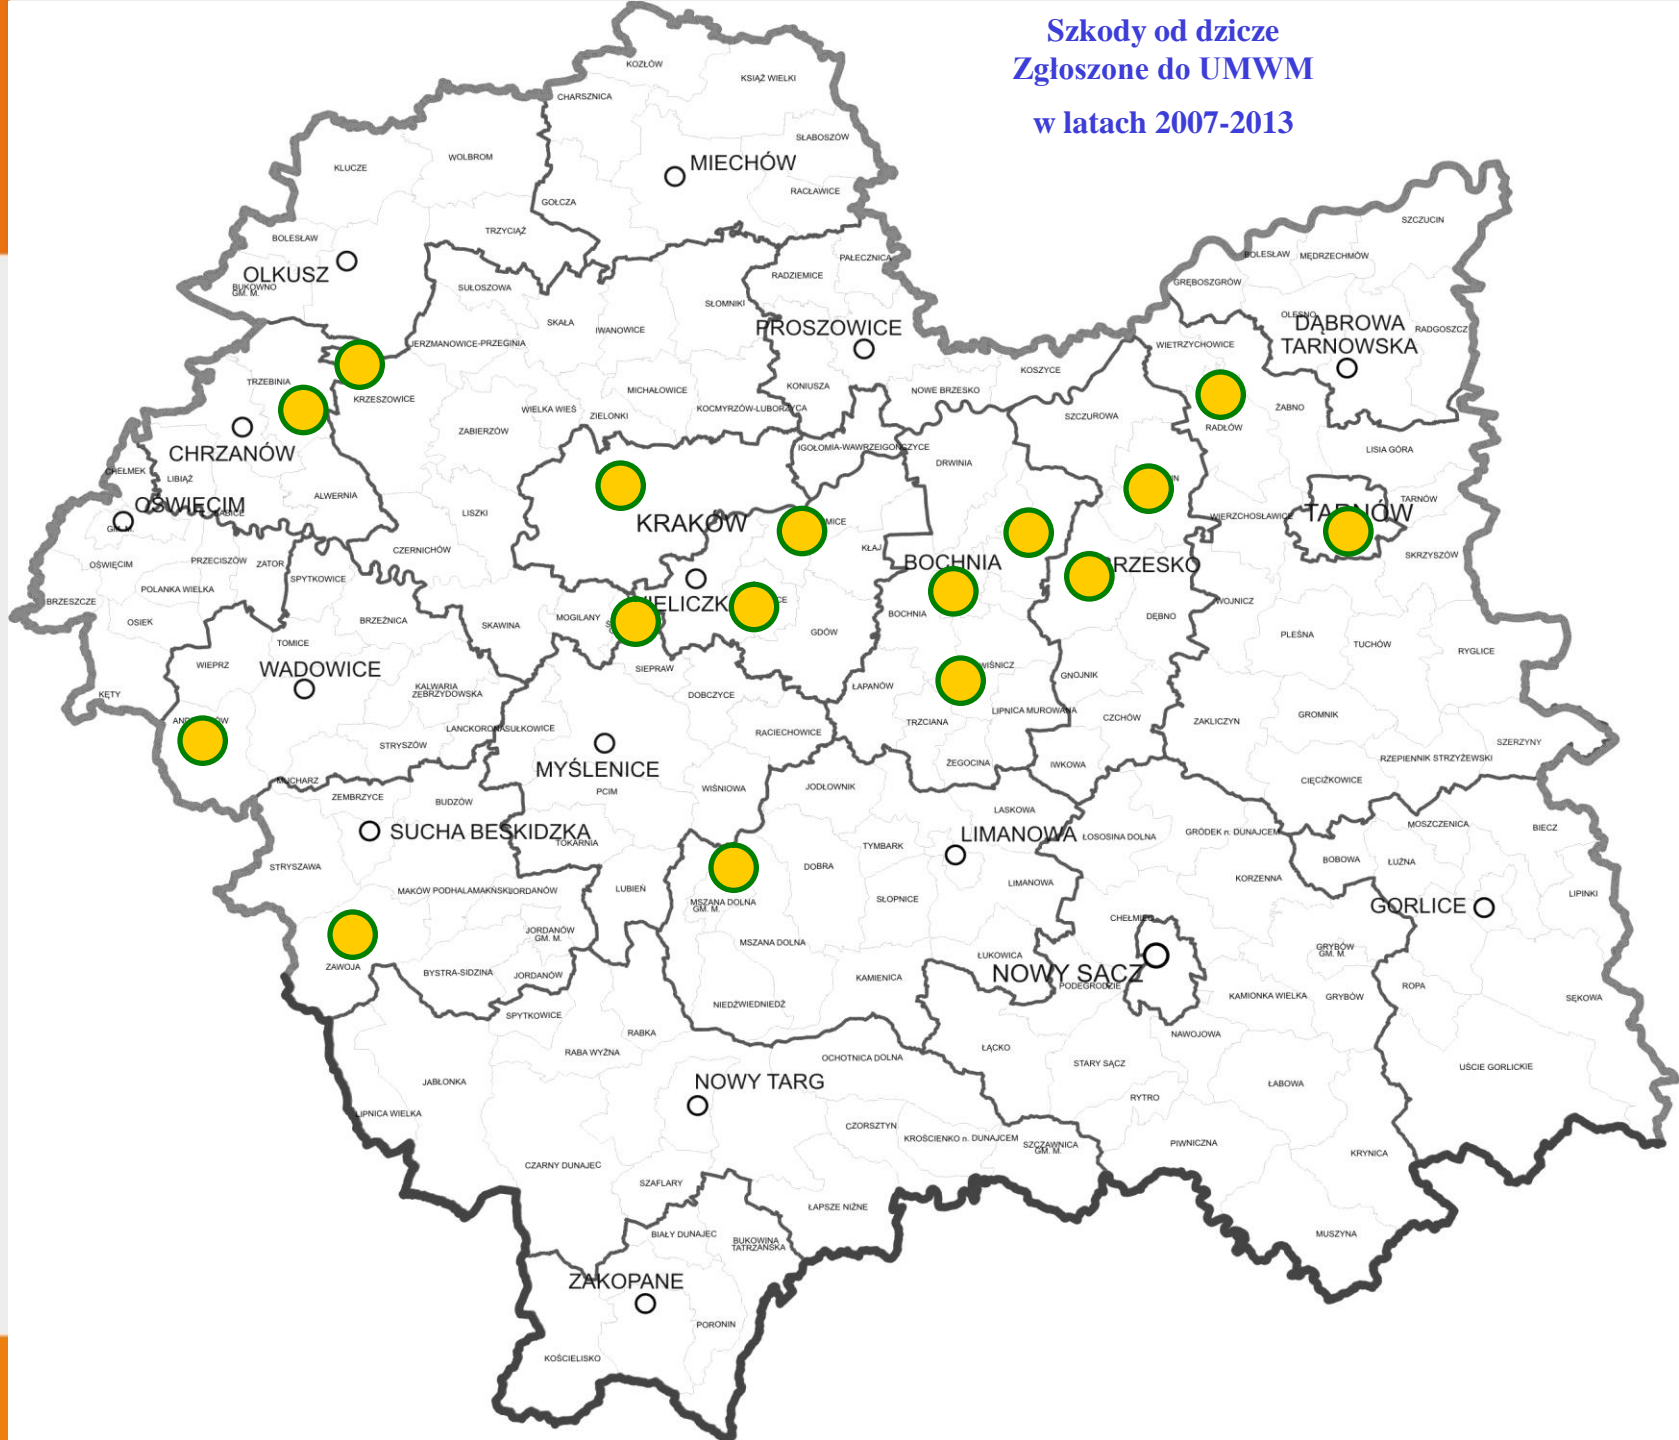 Szkody od dzicze
Zgłoszone do UMWM
w latach 2007-2013
KOZŁÓW
KSIĄŻ WIELKI
CHARSZNICA
SŁABOSZÓW
MIECHÓW
WOLBROM
KLUCZE
RACŁAWICE
GOŁCZA
SZCZUCIN
TRZYCIĄŻ
BOLESŁAW
BOLESŁAW
MĘDRZECHMÓW
PAŁECZNICA
OLKUSZ
RADZIEMICE
GRĘBOSZGRÓW
BUKOWNO
GM. M.
SUŁOSZOWA
SŁOMNIKI
OLESNO
SKAŁA
IWANOWICE
PROSZOWICE
DĄBROWA
TARNOWSKA
RADGOSZCZ
JERZMANOWICE-PRZEGINIA
WIETRZYCHOWICE
KOSZYCE
TRZEBINIA
KONIUSZA
NOWE BRZESKO
MICHAŁOWICE
KRZESZOWICE
WIELKA WIEŚ
KOCMYRZÓW-LUBORZYCA
ŻABNO
ZIELONKI
SZCZUROWA
RADŁÓW
ZABIERZÓW
CHRZANÓW
IGOŁOMIA-WAWRZEIGOŃCZYCE
LISIA GÓRA
DRWINIA
CHEŁMEK
LIBIĄŻ
ALWERNIA
TARNÓW
OŚWIĘCIM
LISZKI
KRAKÓW
TARNÓW
WIERZCHOSŁAWICE
GM. M.
KŁAJ
CZERNICHÓW
SKRZYSZÓW
OŚWIĘCIM
PRZECISZÓW
ZATOR
BOCHNIA
SPYTKOWICE
POLANKA WIELKA
BRZESZCZE
WOJNICZ
BOCHNIA
DĘBNO
OSIEK
BRZEŹNICA
SKAWINA
MOGILANY
GDÓW
PLEŚNA
TOMICE
TUCHÓW
RYGLICE
WIEPRZ
WADOWICE
SIEPRAW
GNOJNIK
KALWARIA
ZEBRZYDOWSKA
ŁAPANÓW
KĘTY
DOBCZYCE
LIPNICA MUROWANA
GROMNIK
CZCHÓW
ZAKLICZYN
TRZCIANA
LANCKORONA
SUŁKOWICE
RACIECHOWICE
STRYSZÓW
SZERZYNY
RZEPIENNIK STRZYŻEWSKI
ŻEGOCINA
IWKOWA
MYŚLENICE
MUCHARZ
CIĘCIŻKOWICE
JODŁOWNIK
WIŚNIOWA
PCIM
ZEMBRZYCE
BUDZÓW
LASKOWA
MOSZCZENICA
BIECZ
SUCHA BESKIDZKA
LIMANOWA
GRÓDEK n. DUNAJCEM
ŁOSOSINA DOLNA
TOKARNIA
TYMBARK
BOBOWA
ŁUŻNA
STRYSZAWA
DOBRA
KORZENNA
LIMANOWA
LUBIEŃ
LIPINKI
SŁOPNICE
MSZANA DOLNA
GM. M.
GORLICE
CHEŁMIEC
JORDANÓW
GM. M.
MSZANA DOLNA
GRYBÓW
GM. M.
ŁUKOWICA
ZAWOJA
BYSTRA-SIDZINA
JORDANÓW
NOWY SĄCZ
KAMIENICA
PODEGRODZIE
ROPA
KAMIONKA WIELKA
GRYBÓW
SĘKOWA
SPYTKOWICE
RABKA
NAWOJOWA
RABA WYŻNA
ŁĄCKO
OCHOTNICA DOLNA
STARY SĄCZ
UŚCIE GORLICKIE
JABŁONKA
NOWY TARG
ŁABOWA
RYTRO
LIPNICA WIELKA
CZORSZTYN
KROŚCIENKO n. DUNAJCEM
SZCZAWNICA
GM. M.
PIWNICZNA
KRYNICA
CZARNY DUNAJEC
SZAFLARY
ŁAPSZE NIŻNE
BIAŁY DUNAJEC
BUKOWINA
TATRZAŃSKA
MUSZYNA
ZAKOPANE
PORONIN
KOŚCIELISKO